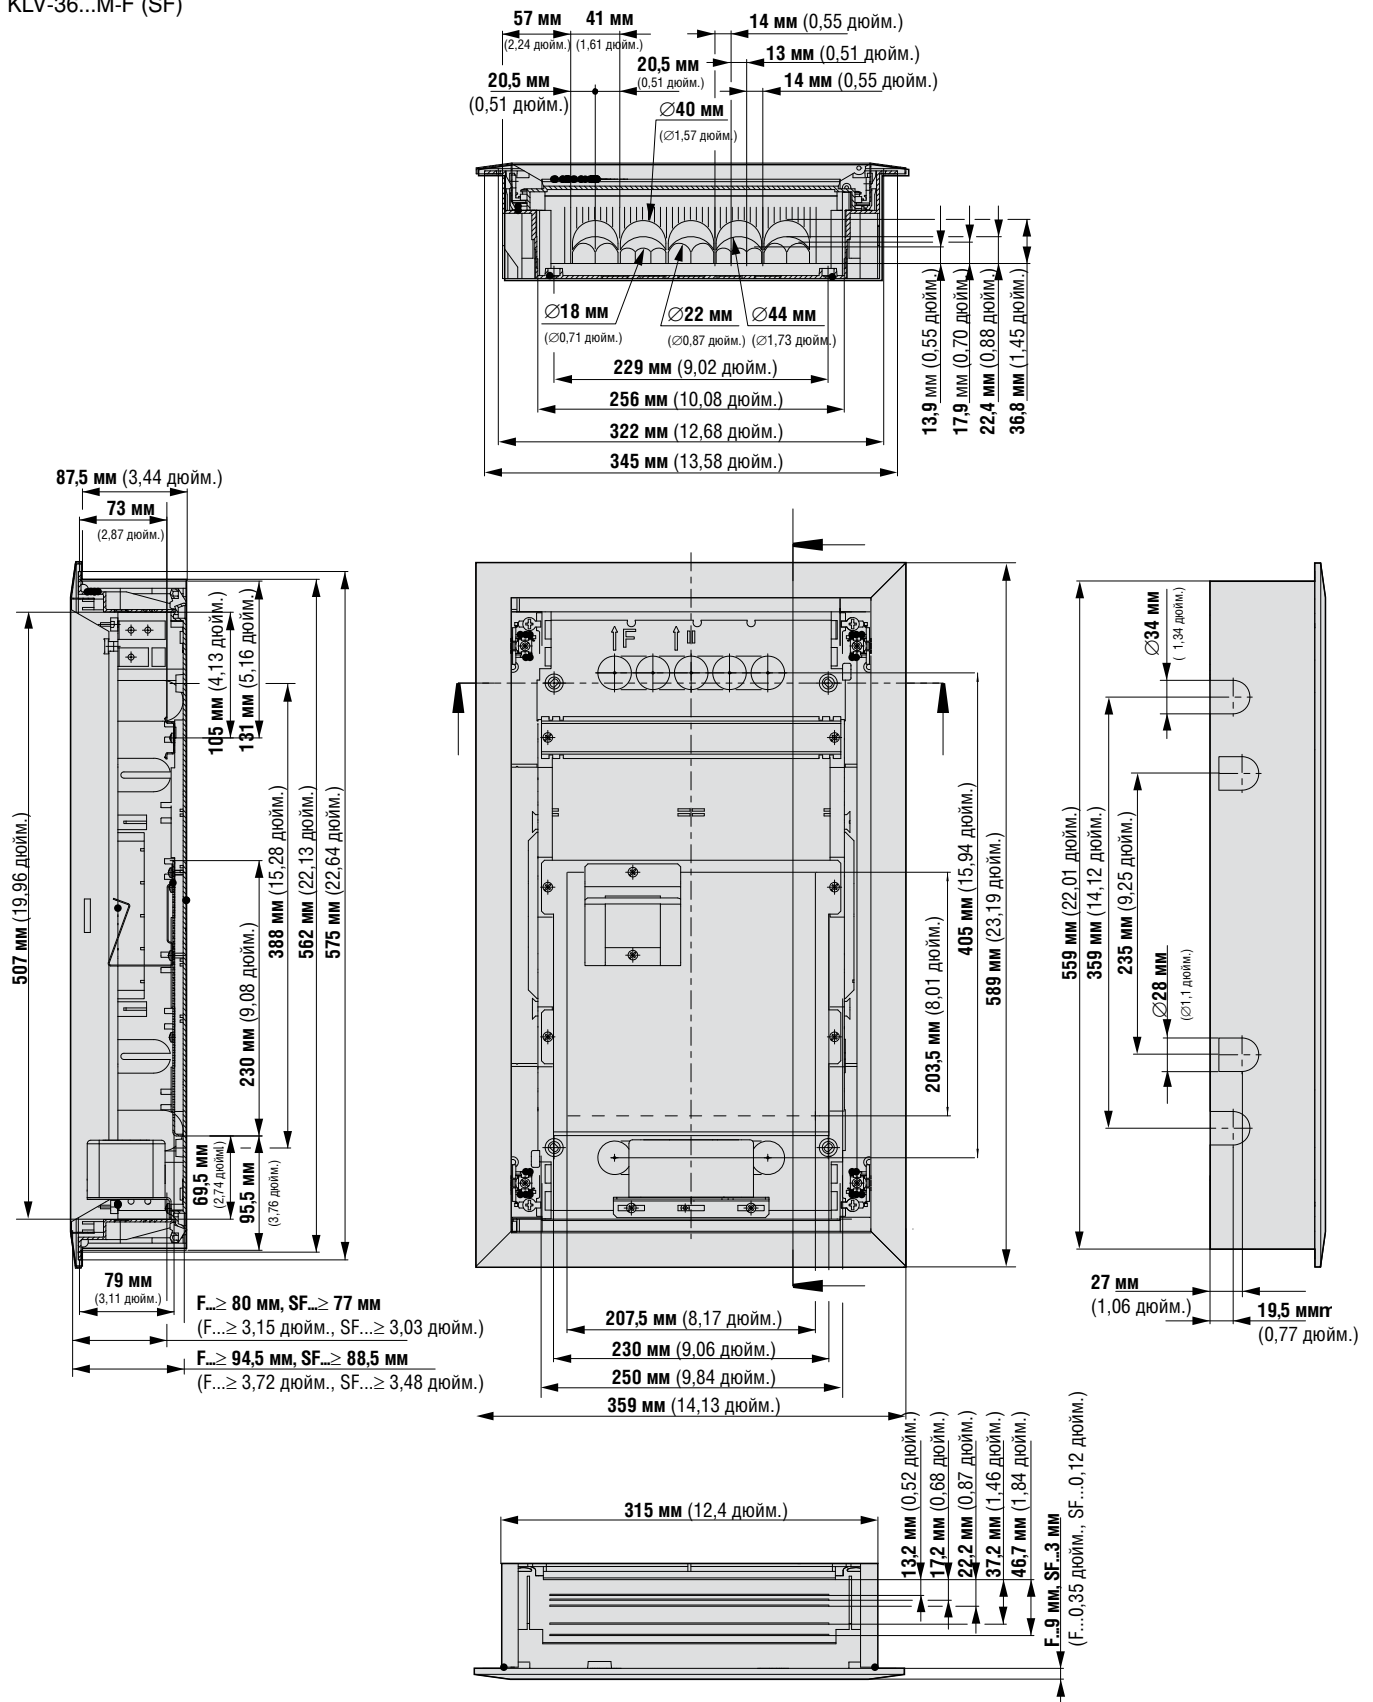 KLV-36...M-F (SF)
57 мм
(2,24 дюйм.)
41 мм
(1,61 дюйм.)
14 мм (0,55 дюйм.)
13 мм (0,51 дюйм.)
20,5 мм
(0,51 дюйм.)
20,5 мм
(0,51 дюйм.)
14 мм (0,55 дюйм.)
∅40 мм
(∅1,57 дюйм.)
∅18 мм
(∅0,71 дюйм.)
∅22 мм
(∅0,87 дюйм.)
∅44 мм
(∅1,73 дюйм.)
229 мм (9,02 дюйм.)
256 мм (10,08 дюйм.)
322 мм (12,68 дюйм.)
345 мм (13,58 дюйм.)
13,9 мм (0,55 дюйм.)
17,9 мм (0,70 дюйм.)
22,4 мм (0,88 дюйм.)
36,8 мм (1,45 дюйм.)
87,5 мм (3,44 дюйм.)
73 мм
(2,87 дюйм.)
507 мм (19,96 дюйм.)
105 мм (4,13 дюйм.)
131 мм (5,16 дюйм.)
230 мм (9,08 дюйм.)
388 мм (15,28 дюйм.)
562 мм (22,13 дюйм.)
575 мм (22,64 дюйм.)
69,5 мм
(2,74 дюйм.)
95,5 мм
(3,76 дюйм.)
79 мм
(3,11 дюйм.)
F...≥ 80 мм, SF...≥ 77 мм
(F...≥ 3,15 дюйм., SF...≥ 3,03 дюйм.)
F...≥ 94,5 мм, SF...≥ 88,5 мм
(F...≥ 3,72 дюйм., SF...≥ 3,48 дюйм.)
F
203,5 мм (8,01 дюйм.)
405 мм (15,94 дюйм.)
589 мм (23,19 дюйм.)
207,5 мм (8,17 дюйм.)
230 мм (9,06 дюйм.)
250 мм (9,84 дюйм.)
359 мм (14,13 дюйм.)
∅34 мм
( 1,34 дюйм.)
559 мм (22,01 дюйм.)
359 мм (14,12 дюйм.)
235 мм (9,25 дюйм.)
∅28 мм
(∅1,1 дюйм.)
27 мм
(1,06 дюйм.)
19,5 ммm
(0,77 дюйм.)
315 мм (12,4 дюйм.)
13,2 мм (0,52 дюйм.)
17,2 мм (0,68 дюйм.)
22,2 мм (0,87 дюйм.)
37,2 мм (1,46 дюйм.)
46,7 мм (1,84 дюйм.)
F...9 мм, SF...3 мм
(F...0,35 дюйм., SF...0,12 дюйм.)